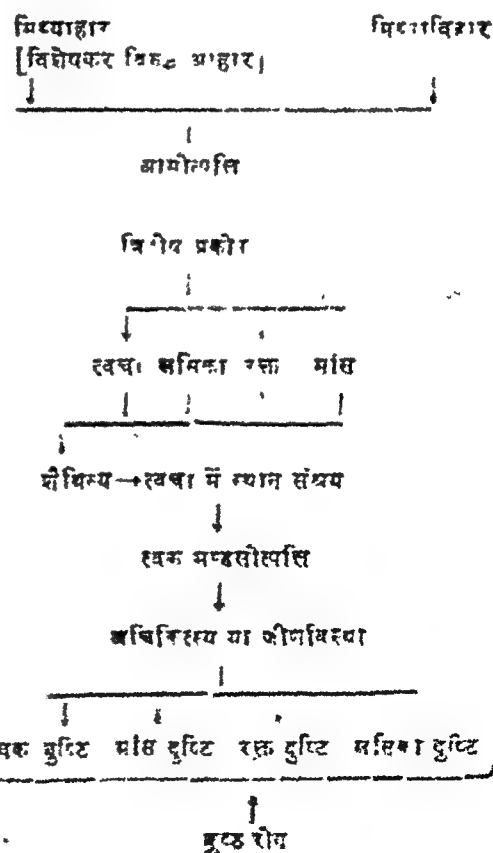 मिथ्याहार मिथ्याविहार
[विशेषकर विरुद्ध आहार]
आमोत्पत्ति
त्रिदोष प्रकोप
त्वचा लसिका रक्त मांस
शैथिल्य→त्वचा में स्थान संश्रय
त्वक मण्डलोत्पत्ति
अचिकित्स्य या जीर्णावस्था
त्वक दुष्टि मांस दुष्टि रक्त दुष्टि लसिका दुष्टि
कुष्ठ रोग